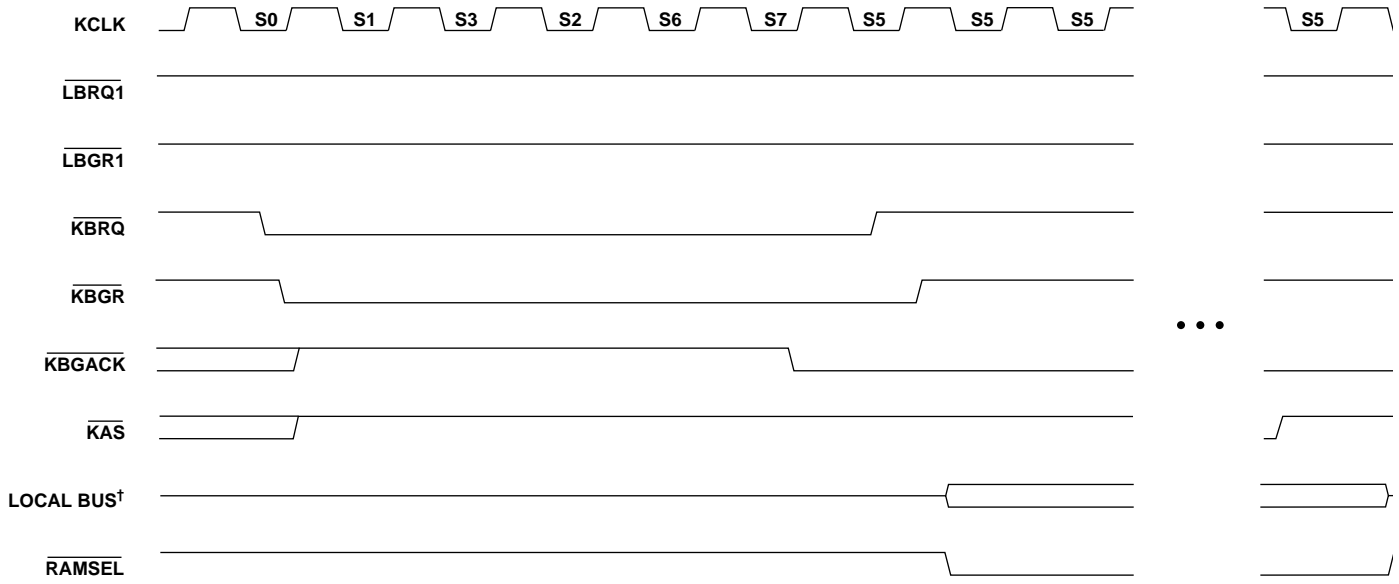 KCLK S0 S1 S3 S2 S6 S7 S5 S5 S5 S5
LBRQ1
LBGR1
KBRQ
KBGR
KBGACK
KAS
LOCAL BUS†
RAMSEL